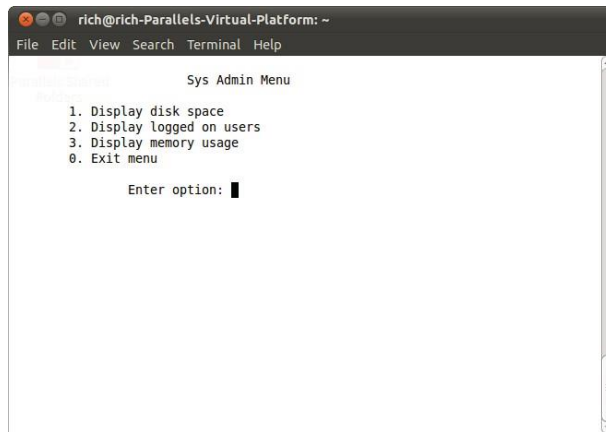 rich@rich-Parallels-Virtual-Platform: ~
File Edit View Search Terminal Help
Sys Admin Menu
1. Display disk space
2. Display logged on users
3. Display memory usage
0. Exit menu
Enter option: